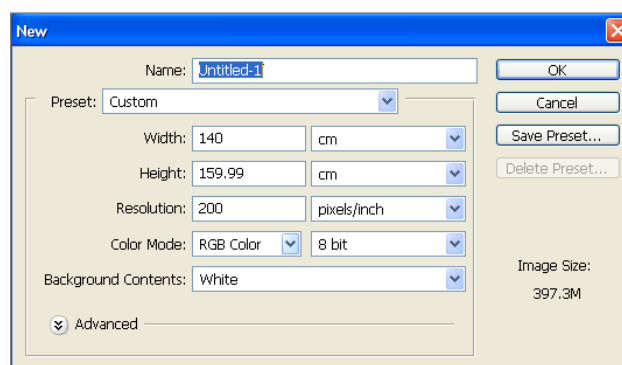 New
Name: Untitled-1
OK
Preset: Custom
Cancel
Width: 140 cm
Save Preset...
Height: 159.99 cm
Delete Preset...
Resolution: 200 pixels/inch
Color Mode: RGB Color 8 bit
Image Size:
Background Contents: White
397.3M
Advanced